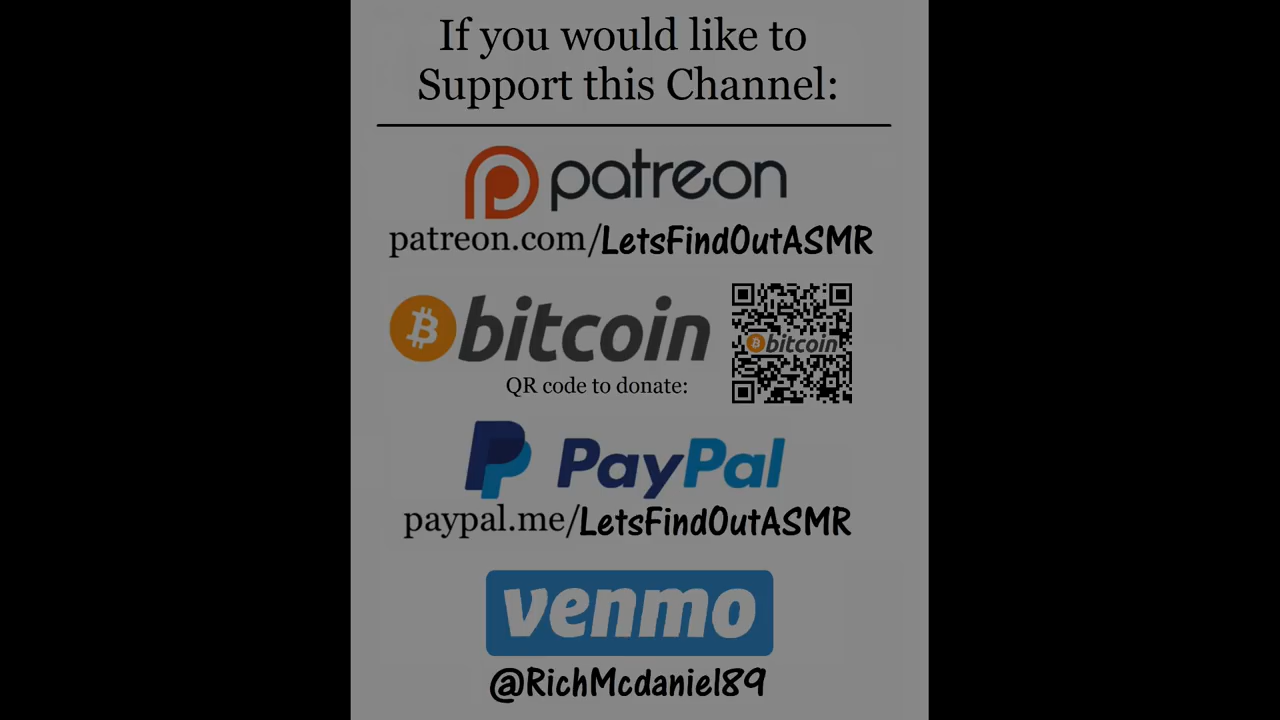 If you would like to
Support this Channel:
patreon
patreon.com/LetsFindOutASMR
bitcoin
bitcoin
QR code to donate:
PayPal
paypal.me/LetsFindOutASMR
venmo
@RichMcdaniel89